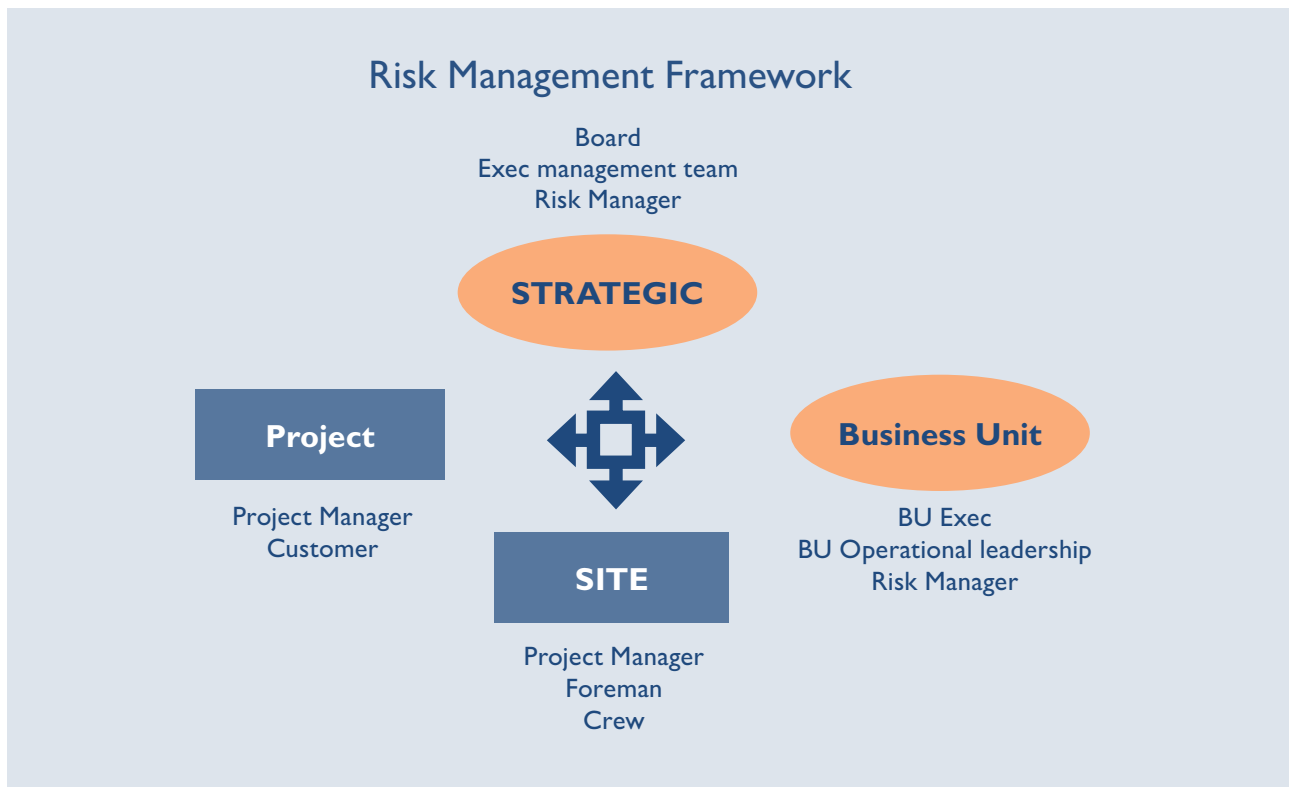 Risk Management Framework
Board
Exec management team
Risk Manager
STRATEGIC
Project
Project Manager
Customer
Business Unit
BU Exec
BU Operational leadership
Risk Manager
SITE
Project Manager
Foreman
Crew